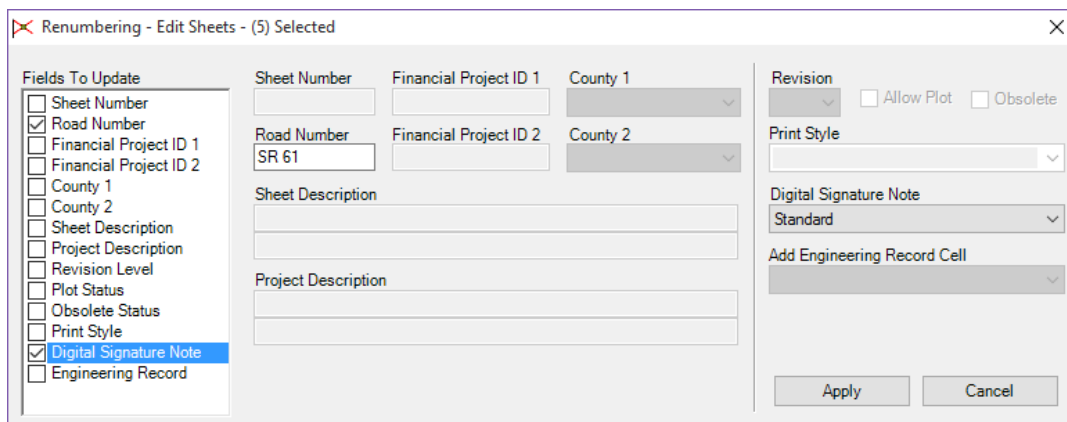 Renumbering - Edit Sheets - (5) Selected
Fields To Update
Sheet Number
Road Number
Financial Project ID 1
Financial Project ID 2
County 1
County 2
Sheet Description
Project Description
Revision Level
Plot Status
Obsolete Status
Print Style
Digital Signature Note
Engineering Record
Sheet Number Financial Project ID 1 County 1
Road Number Financial Project ID 2 County 2
SR 61
Sheet Description
Project Description
Revision
Allow Plot Obsolete
Print Style
Digital Signature Note
Standard
Add Engineering Record Cell
Apply Cancel